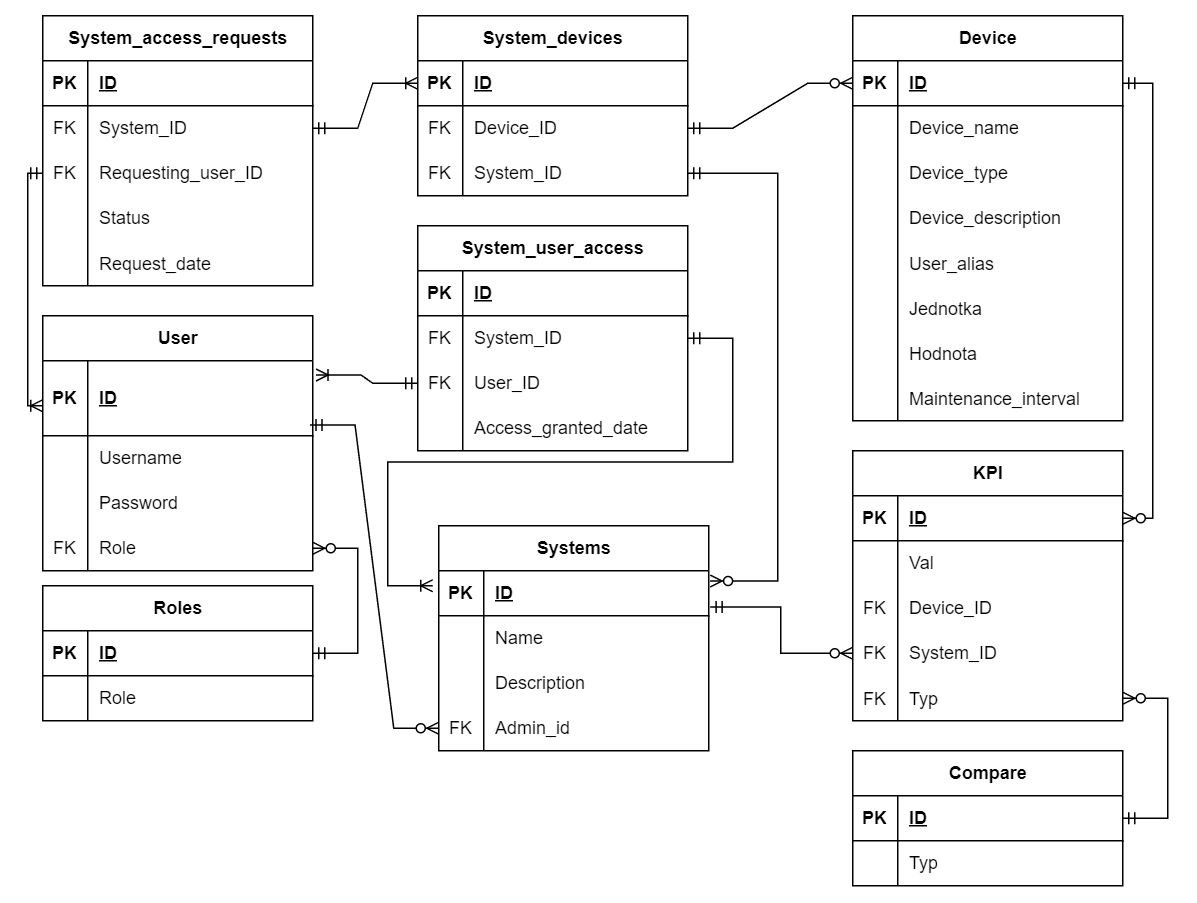 System_access_requests
PK ID
FK System_ID
FK Requesting_user_ID
Status
Request_date
System_devices
PK ID
FK Device_ID
FK System_ID
Device
PK ID
Device_name
Device_type
Device_description
User_alias
Jednotka
Hodnota
Maintenance_interval
System_user_access
PK ID
FK System_ID
FK User_ID
Access_granted_date
User
PK ID
Username
Password
FK Role
KPI
PK ID
Val
FK Device_ID
FK System_ID
FK Typ
Systems
PK ID
Name
Description
FK Admin_id
Roles
PK ID
Role
Compare
PK ID
Typ